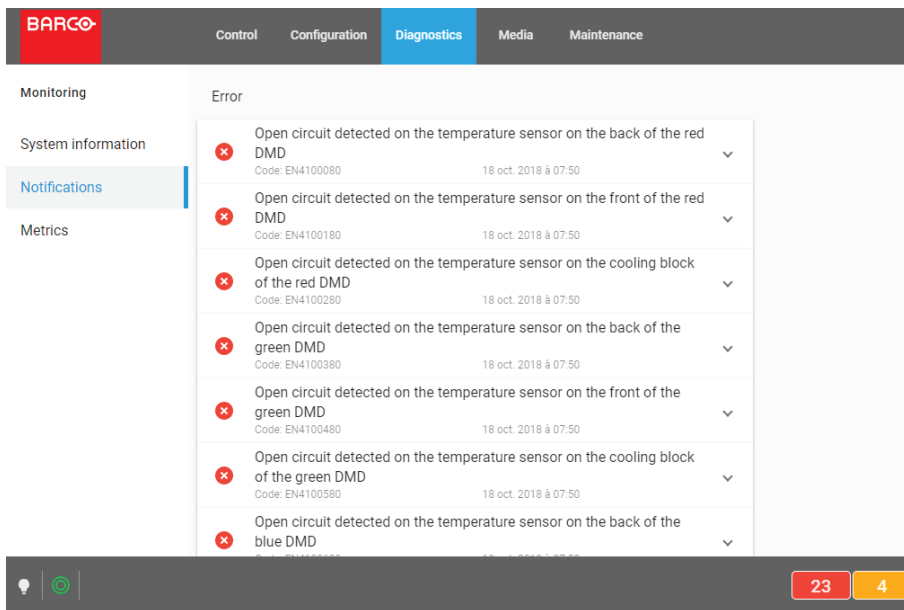 BARCO
Control Configuration Diagnostics Media Maintenance
Monitoring
System information
Notifications
Metrics
Error
Open circuit detected on the temperature sensor on the back of the red
DMD
Code: EN4100080 18 oct. 2018 à 07:50
Open circuit detected on the temperature sensor on the front of the red
DMD
Code: EN4100180 18 oct. 2018 à 07:50
Open circuit detected on the temperature sensor on the cooling block
of the red DMD
Code: EN4100280 18 oct. 2018 à 07:50
Open circuit detected on the temperature sensor on the back of the
green DMD
Code: EN4100380 18 oct. 2018 à 07:50
Open circuit detected on the temperature sensor on the front of the
green DMD
Code: EN4100480 18 oct. 2018 à 07:50
Open circuit detected on the temperature sensor on the cooling block
of the green DMD
Code: EN4100580 18 oct. 2018 à 07:50
Open circuit detected on the temperature sensor on the back of the
blue DMD
23 4